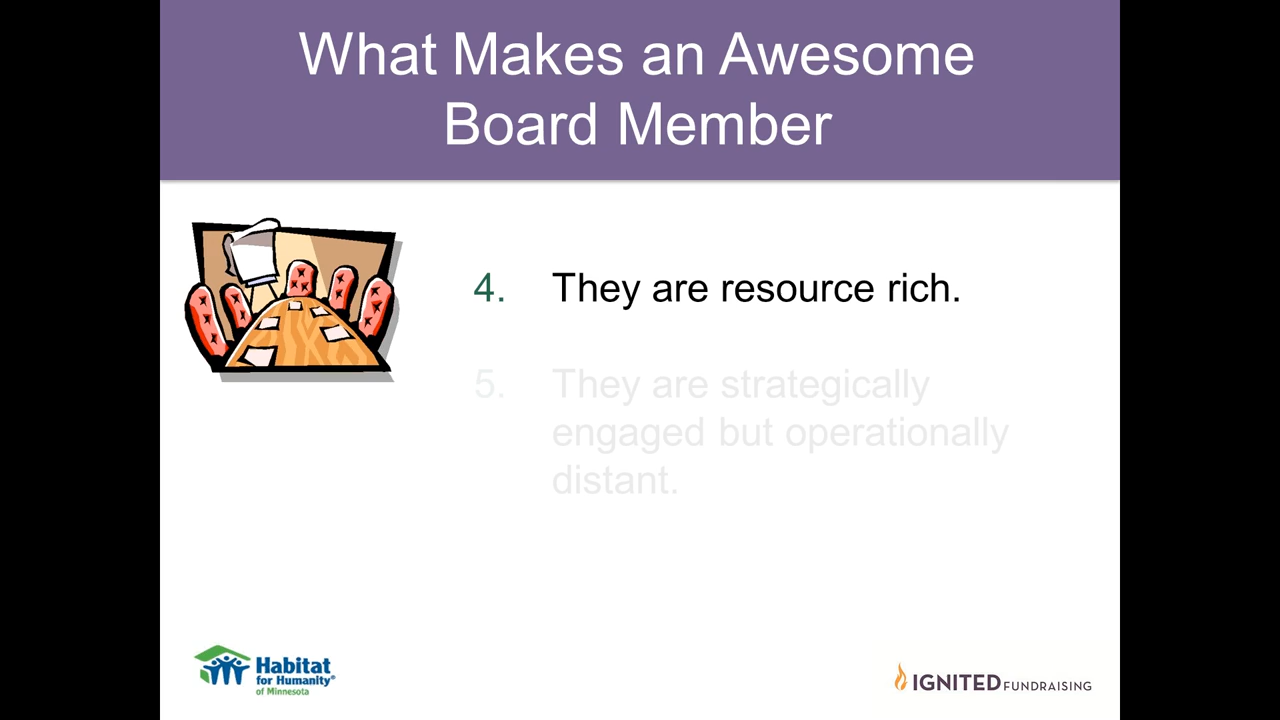 What Makes an Awesome
Board Member
4. They are resource rich.
5. They are strategically
engaged but operationally
distant.
Habitat
for Humanity®
of Minnesota
IGNITED FUNDRAISING